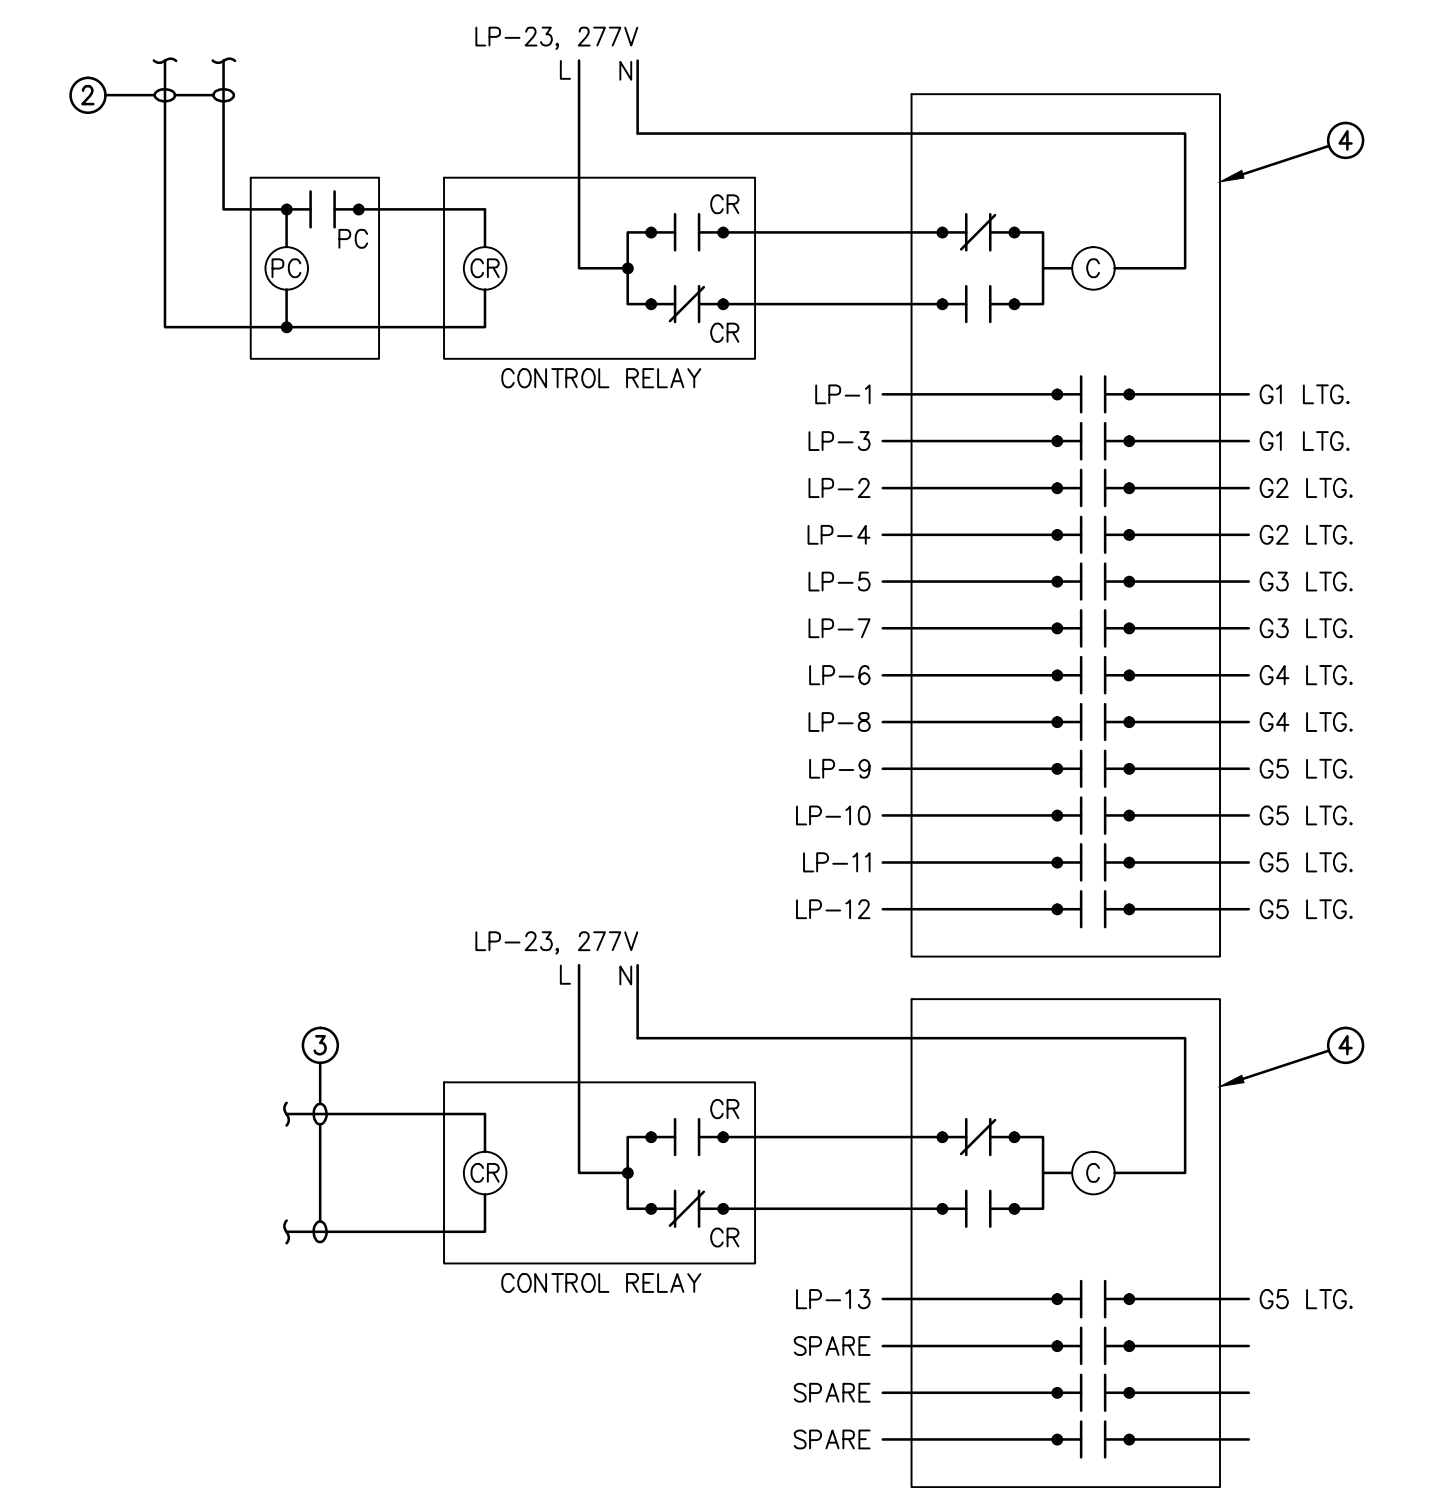 LP-23, 277V
L N
2
4
CR
PC
PC CR C
CR
CONTROL RELAY
LP-1 G1 LTG.
LP-3 G1 LTG.
LP-2 G2 LTG.
LP-4 G2 LTG.
LP-5 G3 LTG.
LP-7 G3 LTG.
LP-6 G4 LTG.
LP-8 G4 LTG.
LP-9 G5 LTG.
LP-10 G5 LTG.
LP-11 G5 LTG.
LP-12 G5 LTG.
LP-23, 277V
L N
3
4
CR
CR C
CR
CONTROL RELAY
LP-13 G5 LTG.
SPARE
SPARE
SPARE